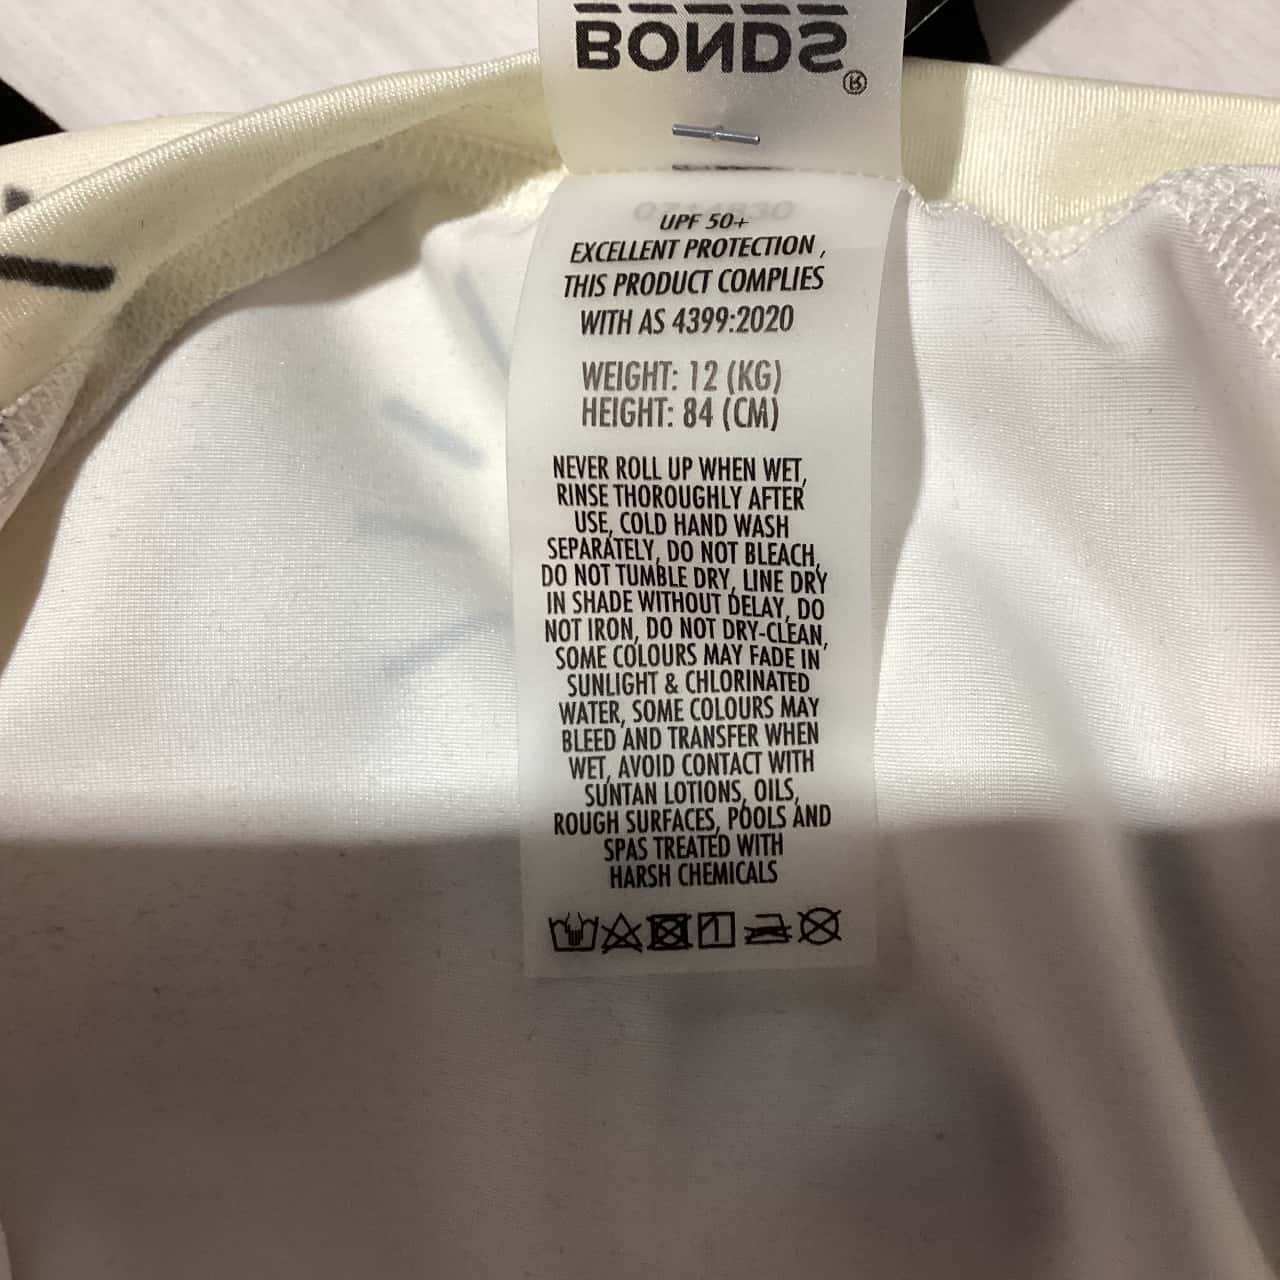 BONDS
®
UPF 50+
EXCELLENT PROTECTION ,
THIS PRODUCT COMPLIES
WITH AS 4399:2020
WEIGHT: 12 (KG)
HEIGHT: 84 (CM)
NEVER ROLL UP WHEN WET,
RINSE THOROUGHLY AFTER
USE, COLD HAND WASH
SEPARATELY, DO NOT BLEACH,
DO NOT TUMBLE DRY, LINE DRY
IN SHADE WITHOUT DELAY, DO
NOT IRON, DO NOT DRY-CLEAN,
SOME COLOURS MAY FADE IN
SUNLIGHT & CHLORINATED
WATER, SOME COLOURS MAY
BLEED AND TRANSFER WHEN
WET, AVOID CONTACT WITH
SUNTAN LOTIONS, OILS,
ROUGH SURFACES, POOLS AND
SPAS TREATED WITH
HARSH CHEMICALS